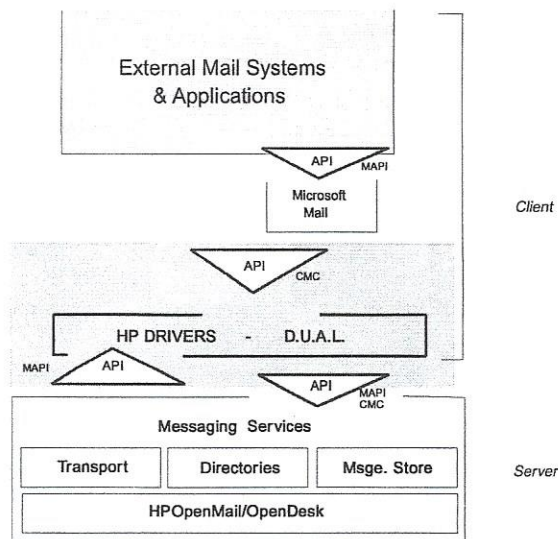 External Mail Systems
& Applications
API
MAPI
Microsoft
Mail
Client
API
CMC
HP DRIVERS - D.U.A.L.
MAPI
API
API
MAPI
CMC
Messaging Services
Transport
Directories
Msge. Store
Server
HPOpenMail/OpenDesk